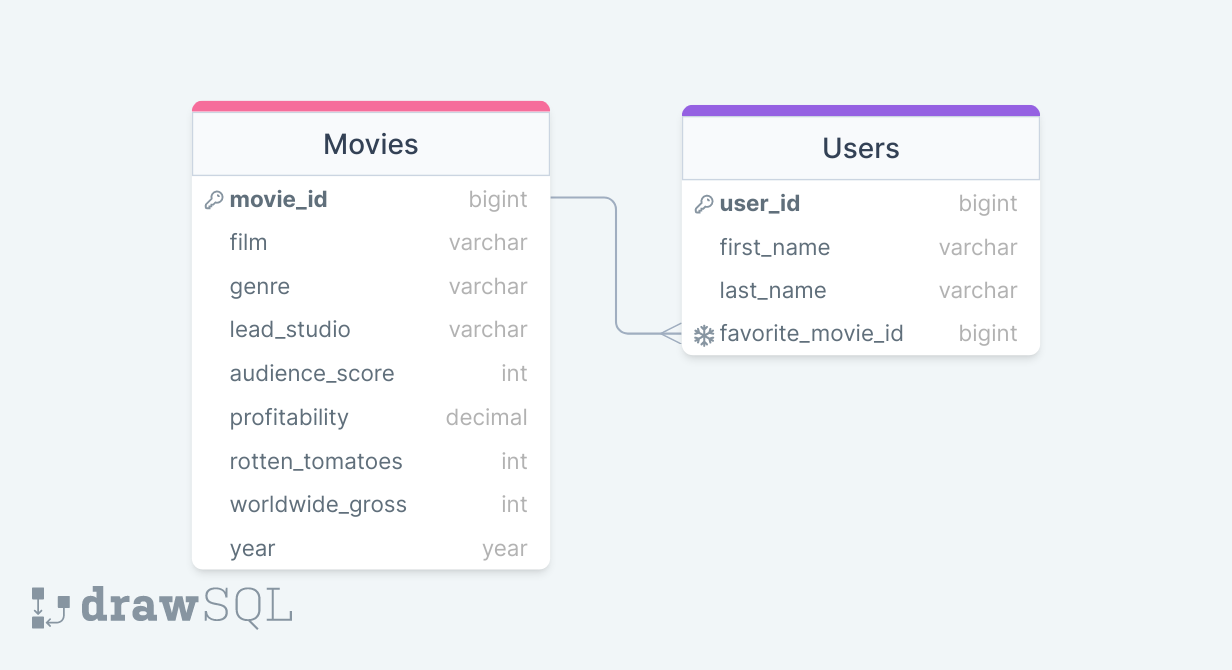 Movies
movie_id bigint
film varchar
genre varchar
lead_studio varchar
audience_score int
profitability decimal
rotten_tomatoes int
worldwide_gross int
year year
Users
user_id bigint
first_name varchar
last_name varchar
favorite_movie_id bigint
drawSQL